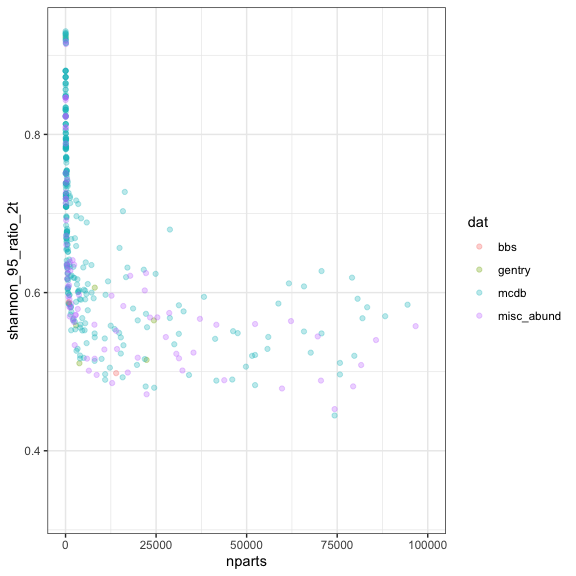 0.8
0.6
0.4
shannon_95_ratio_2t
0
25000
50000
75000
100000
nparts
dat
bbs
gentry
mcdb
misc_abund